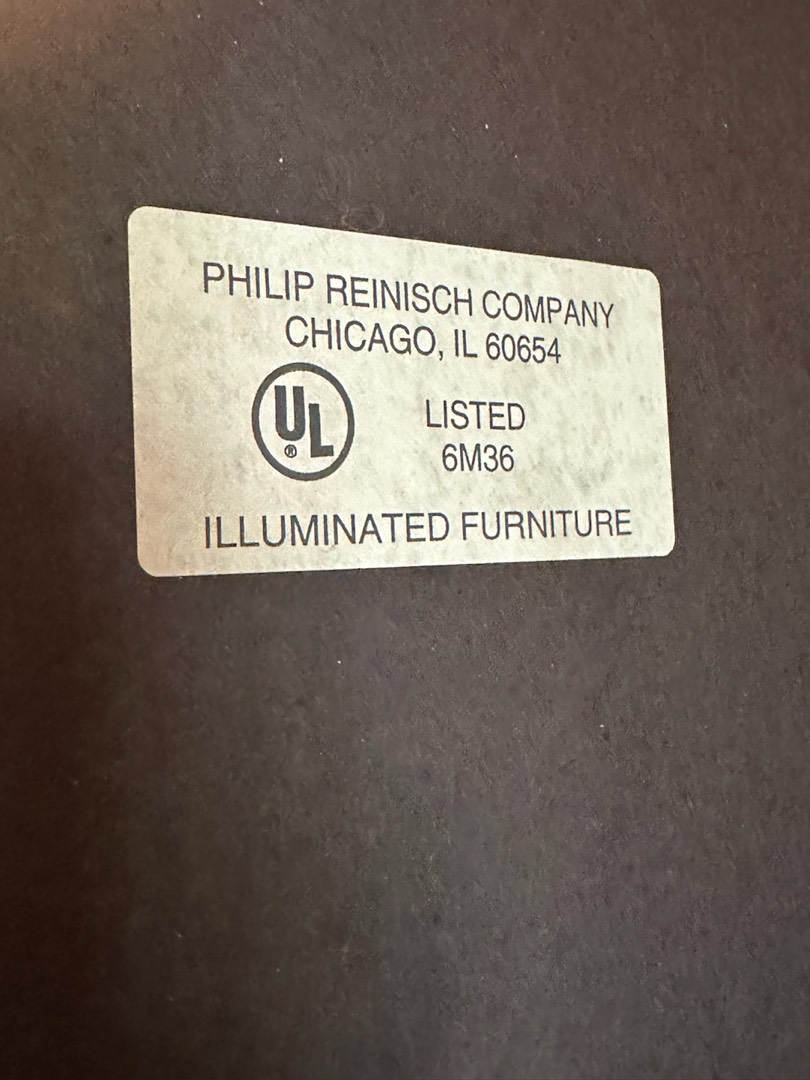 PHILIP REINISCH COMPANY
CHICAGO, IL 60654
UL®
LISTED
6M36
ILLUMINATED FURNITURE